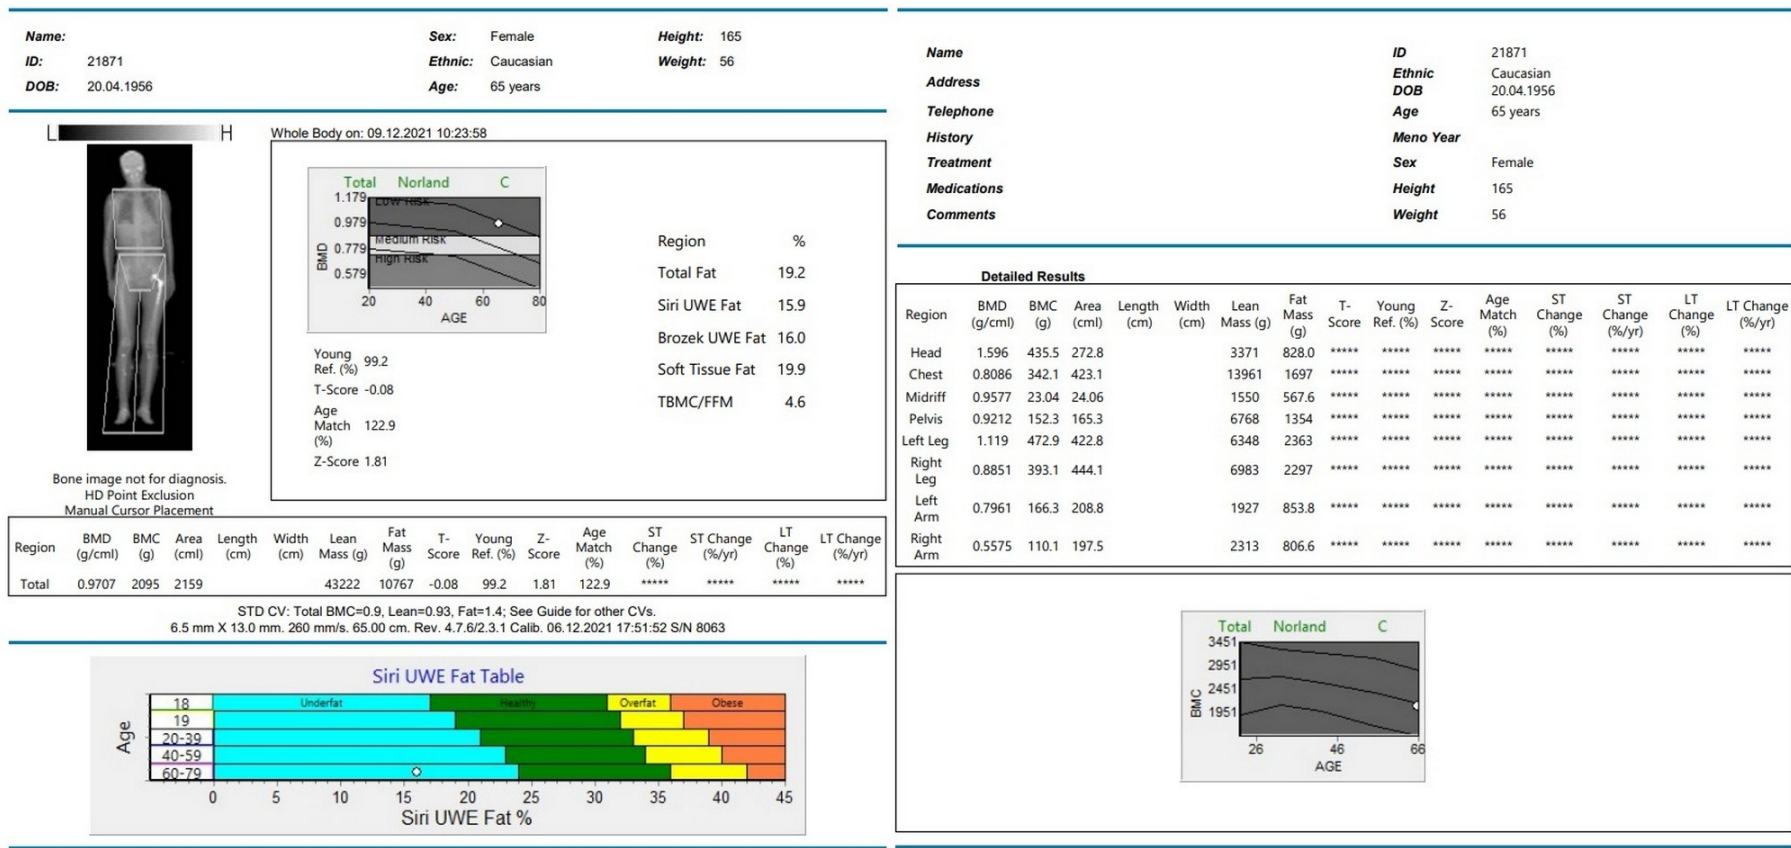 Name:
Sex: Female
Height: 165
ID: 21871
Ethnic: Caucasian
Weight: 56
DOB: 20.04.1956
Age: 65 years
L H
Whole Body on: 09.12.2021 10:23:58
Total Norland C
1.179
0.979
0.779
0.579
BMD
Low Risk
Medium Risk
High Risk
20 40 60 80
AGE
Young Ref. (%) 99.2
T-Score -0.08
Age Match (%) 122.9
Z-Score 1.81
Region %
Total Fat 19.2
Siri UWE Fat 15.9
Brozek UWE Fat 16.0
Soft Tissue Fat 19.9
TBMC/FFM 4.6
Bone image not for diagnosis.
HD Point Exclusion
Manual Cursor Placement
Region BMD (g/cml) BMC (g) Area (cml) Length (cm) Width (cm) Lean Mass (g) Fat Mass (g) T-Score Young Ref. (%) Z-Score Age Match (%) ST Change (%) ST Change (%/yr) LT Change (%) LT Change (%/yr)
Total 0.9707 2095 2159 43222 10767 -0.08 99.2 1.81 122.9 ***** ***** ***** *****
STD CV: Total BMC=0.9, Lean=0.93, Fat=1.4; See Guide for other CVs.
6.5 mm X 13.0 mm. 260 mm/s. 65.00 cm. Rev. 4.7.6/2.3.1 Calib. 06.12.2021 17:51:52 S/N 8063
Siri UWE Fat Table
Age
18 Underfat Healthy Overfat Obese
19
20-39
40-59
60-79
0 5 10 15 20 25 30 35 40 45
Siri UWE Fat %
Name
Address
Telephone
History
Treatment
Medications
Comments
ID 21871
Ethnic Caucasian
DOB 20.04.1956
Age 65 years
Meno Year
Sex Female
Height 165
Weight 56
Detailed Results
Region BMD (g/cml) BMC (g) Area (cml) Length (cm) Width (cm) Lean Mass (g) Fat Mass (g) T-Score Young Ref. (%) Z-Score Age Match (%) ST Change (%) ST Change (%/yr) LT Change (%) LT Change (%/yr)
Head 1.596 435.5 272.8 3371 828.0 ***** ***** ***** ***** ***** ***** ***** *****
Chest 0.8086 342.1 423.1 13961 1697 ***** ***** ***** ***** ***** ***** ***** *****
Midriff 0.9577 23.04 24.06 1550 567.6 ***** ***** ***** ***** ***** ***** ***** *****
Pelvis 0.9212 152.3 165.3 6768 1354 ***** ***** ***** ***** ***** ***** ***** *****
Left Leg 1.119 472.9 422.8 6348 2363 ***** ***** ***** ***** ***** ***** ***** *****
Right Leg 0.8851 393.1 444.1 6983 2297 ***** ***** ***** ***** ***** ***** ***** *****
Left Arm 0.7961 166.3 208.8 1927 853.8 ***** ***** ***** ***** ***** ***** ***** *****
Right Arm 0.5575 110.1 197.5 2313 806.6 ***** ***** ***** ***** ***** ***** ***** *****
Total Norland C
3451
2951
2451
1951
BMC
26 46 66
AGE